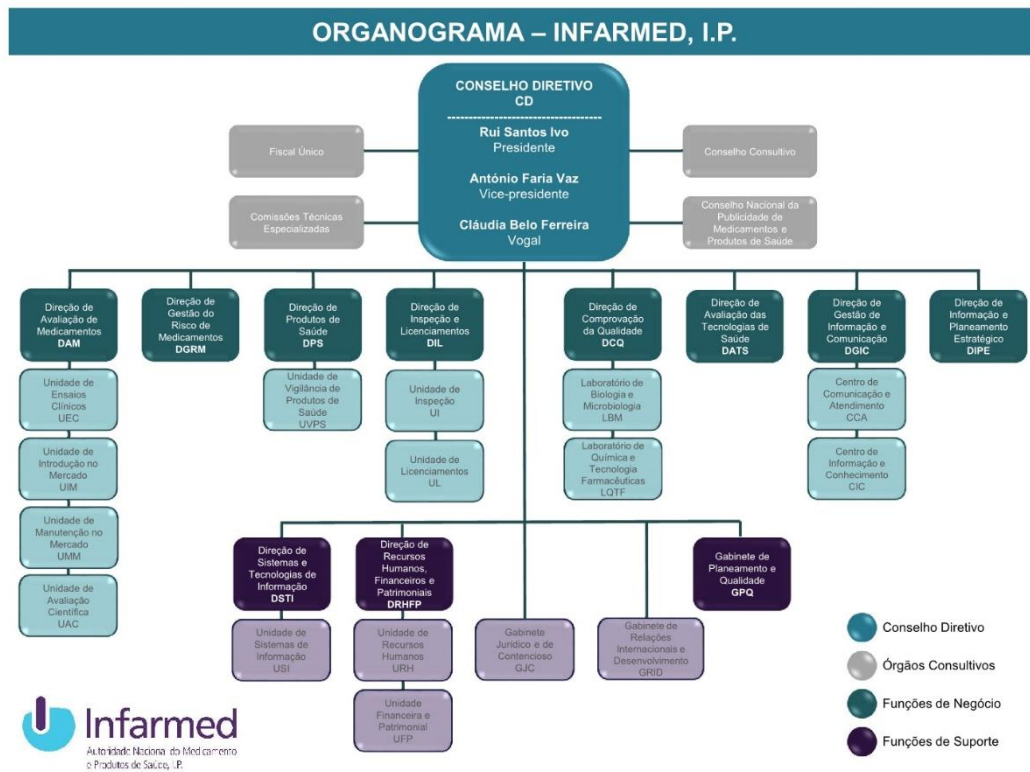 ORGANOGRAMA – INFARMED, I.P.
CONSELHO DIRETIVO
CD
Rui Santos Ivo
Presidente
António Faria Vaz
Vice-presidente
Cláudia Belo Ferreira
Vogal
Fiscal Único
Conselho Consultivo
Comissões Técnicas
Especializadas
Conselho Nacional da
Publicidade de
Medicamentos e
Produtos de Saúde
Direção de
Avaliação de
Medicamentos
DAM
Direção de
Gestão do
Risco de
Medicamentos
DGRM
Direção de
Produtos de
Saúde
DPS
Direção de
Inspeção e
Licenciamentos
DIL
Direção de
Comprovação
da Qualidade
DCQ
Direção de
Avaliação das
Tecnologias de
Saúde
DATS
Direção de
Gestão de
Informação e
Comunicação
DGIC
Direção de
Informação e
Planeamento
Estratégico
DIPE
Unidade de
Ensaios
Clínicos
UEC
Unidade de
Introdução no
Mercado
UIM
Unidade de
Manutenção no
Mercado
UMM
Unidade de
Avaliação
Científica
UAC
Unidade de
Vigilância de
Produtos de
Saúde
UVPS
Unidade de
Inspeção
UI
Unidade de
Licenciamentos
UL
Laboratório de
Biologia e
Microbiologia
LBM
Laboratório de
Química e
Tecnologia
Farmacêuticas
LQTF
Centro de
Comunicação e
Atendimento
CCA
Centro de
Informação e
Conhecimento
CIC
Direção de
Sistemas e
Tecnologias de
Informação
DSTI
Direção de
Recursos
Humanos,
Financeiros e
Patrimoniais
DRHFP
Gabinete de
Planeamento e
Qualidade
GPQ
Unidade de
Sistemas de
Informação
USI
Unidade de
Recursos
Humanos
URH
Unidade
Financeira e
Patrimonial
UFP
Gabinete
Jurídico e de
Contencioso
GJC
Gabinete de
Relações
Internacionais e
Desenvolvimento
GRID
Conselho Diretivo
Órgãos Consultivos
Funções de Negócio
Funções de Suporte
Infarmed
Autoridade Nacional do Medicamento
e Produtos de Saúde, I.P.